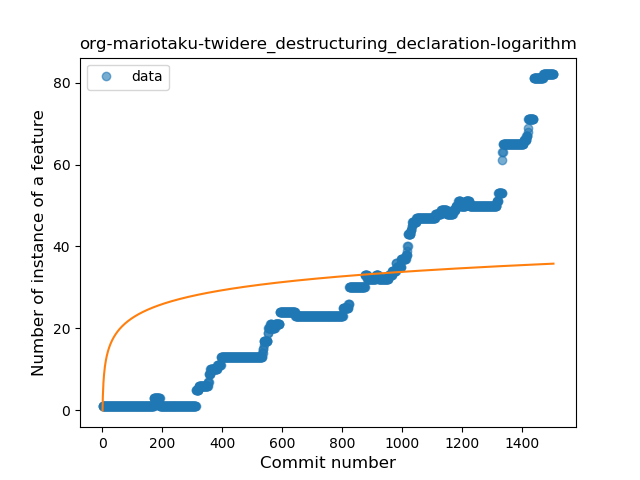 org-mariotaku-twidere_destructuring_declaration-logarithm
data
Number of instance of a feature
80
60
40
20
0
0 200 400 600 800 1000 1200 1400
Commit number